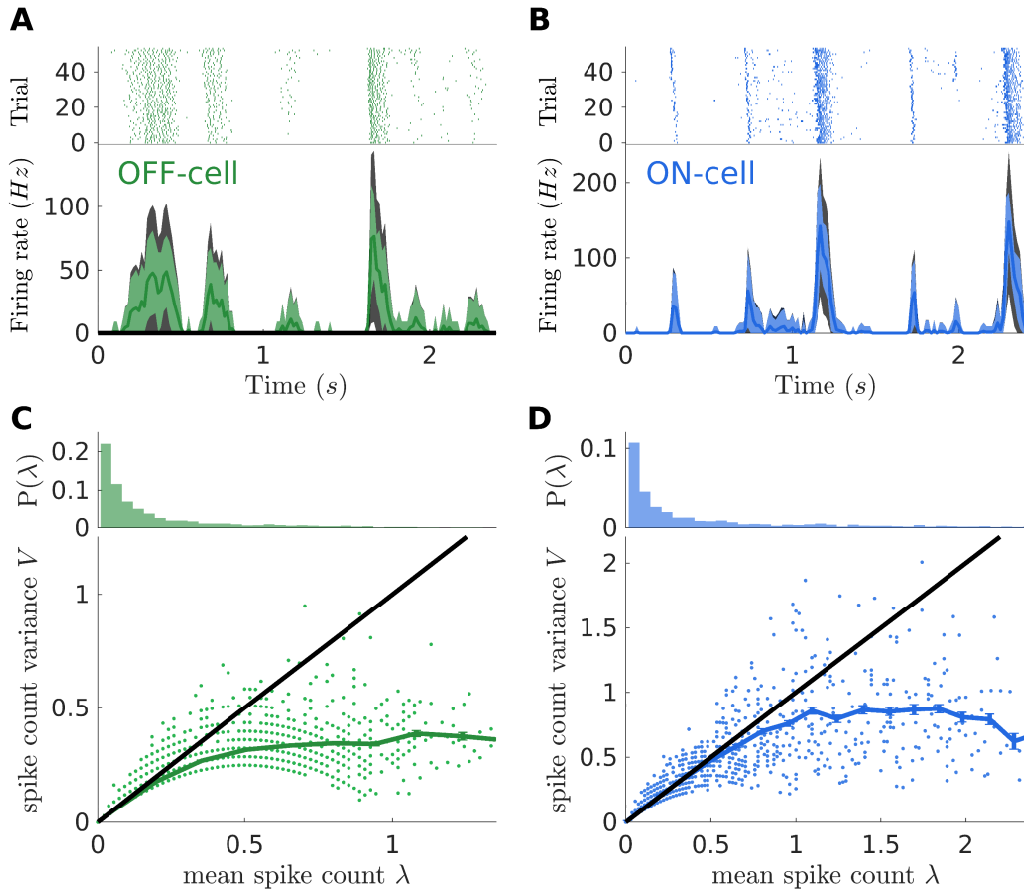 A
Trial
40
20
0
OFF-cell
Firing rate (Hz)
100
50
0
0 1 2
Time (s)
B
Trial
40
20
0
ON-cell
Firing rate (Hz)
200
100
0
0 1 2
Time (s)
C
P(λ)
0.2
0.1
0
spike count variance V
1
0.5
0
0 0.5 1
mean spike count λ
D
P(λ)
0.1
0
spike count variance V
2
1.5
1
0.5
0
0 0.5 1 1.5 2
mean spike count λ